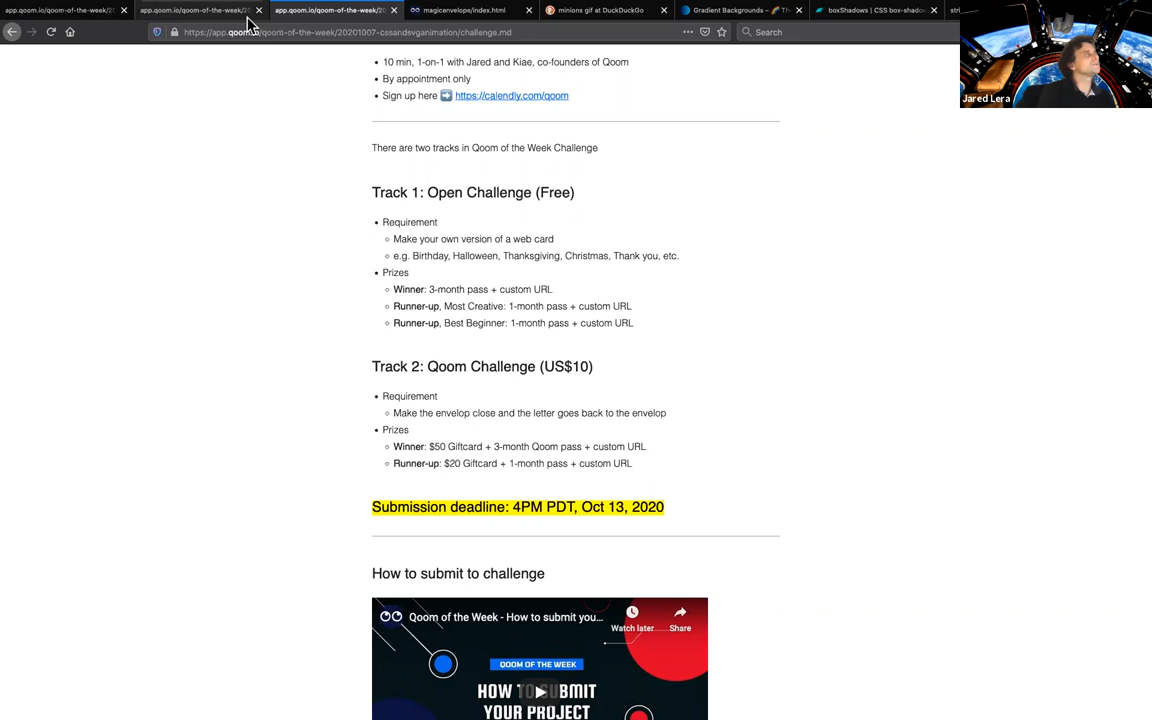 app.qoom.io/qoom-of-the-week/20 × app.qoom.io/qoom-of-the-week/20 × app.qoom.io/qoom-of-the-week/20 × magicenvelope/index.html × minions gif at DuckDuckGo × Gradient Backgrounds – Th × boxShadows | CSS box-shadow × stri
https://app.qoom.io/qoom-of-the-week/20201007-cssandsvganimation/challenge.md ••• Search
Jared Lera
• 10 min, 1-on-1 with Jared and Kiae, co-founders of Qoom
• By appointment only
• Sign up here ➡ https://calendly.com/qoom
There are two tracks in Qoom of the Week Challenge
Track 1: Open Challenge (Free)
• Requirement
○ Make your own version of a web card
○ e.g. Birthday, Halloween, Thanksgiving, Christmas, Thank you, etc.
• Prizes
○ Winner: 3-month pass + custom URL
○ Runner-up, Most Creative: 1-month pass + custom URL
○ Runner-up, Best Beginner: 1-month pass + custom URL
Track 2: Qoom Challenge (US$10)
• Requirement
○ Make the envelop close and the letter goes back to the envelop
• Prizes
○ Winner: $50 Giftcard + 3-month Qoom pass + custom URL
○ Runner-up: $20 Giftcard + 1-month pass + custom URL
Submission deadline: 4PM PDT, Oct 13, 2020
How to submit to challenge
Qoom of the Week - How to submit you...
Watch later Share
QOOM OF THE WEEK
HOW TO SUBMIT
YOUR PROJECT